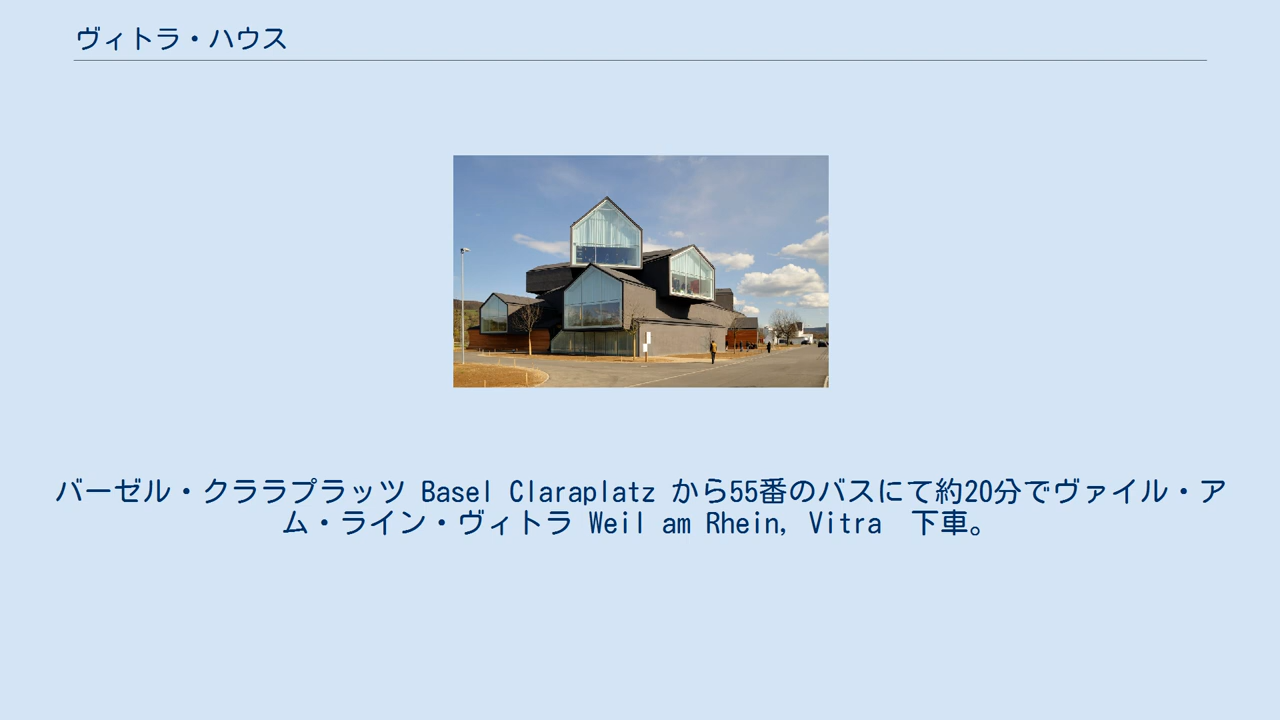 ヴィトラ・ハウス
バーゼル・クララプラッツ Basel Claraplatz から55番のバスにて約20分でヴァイル・ア
ム・ライン・ヴィトラ Weil am Rhein, Vitra　下車。